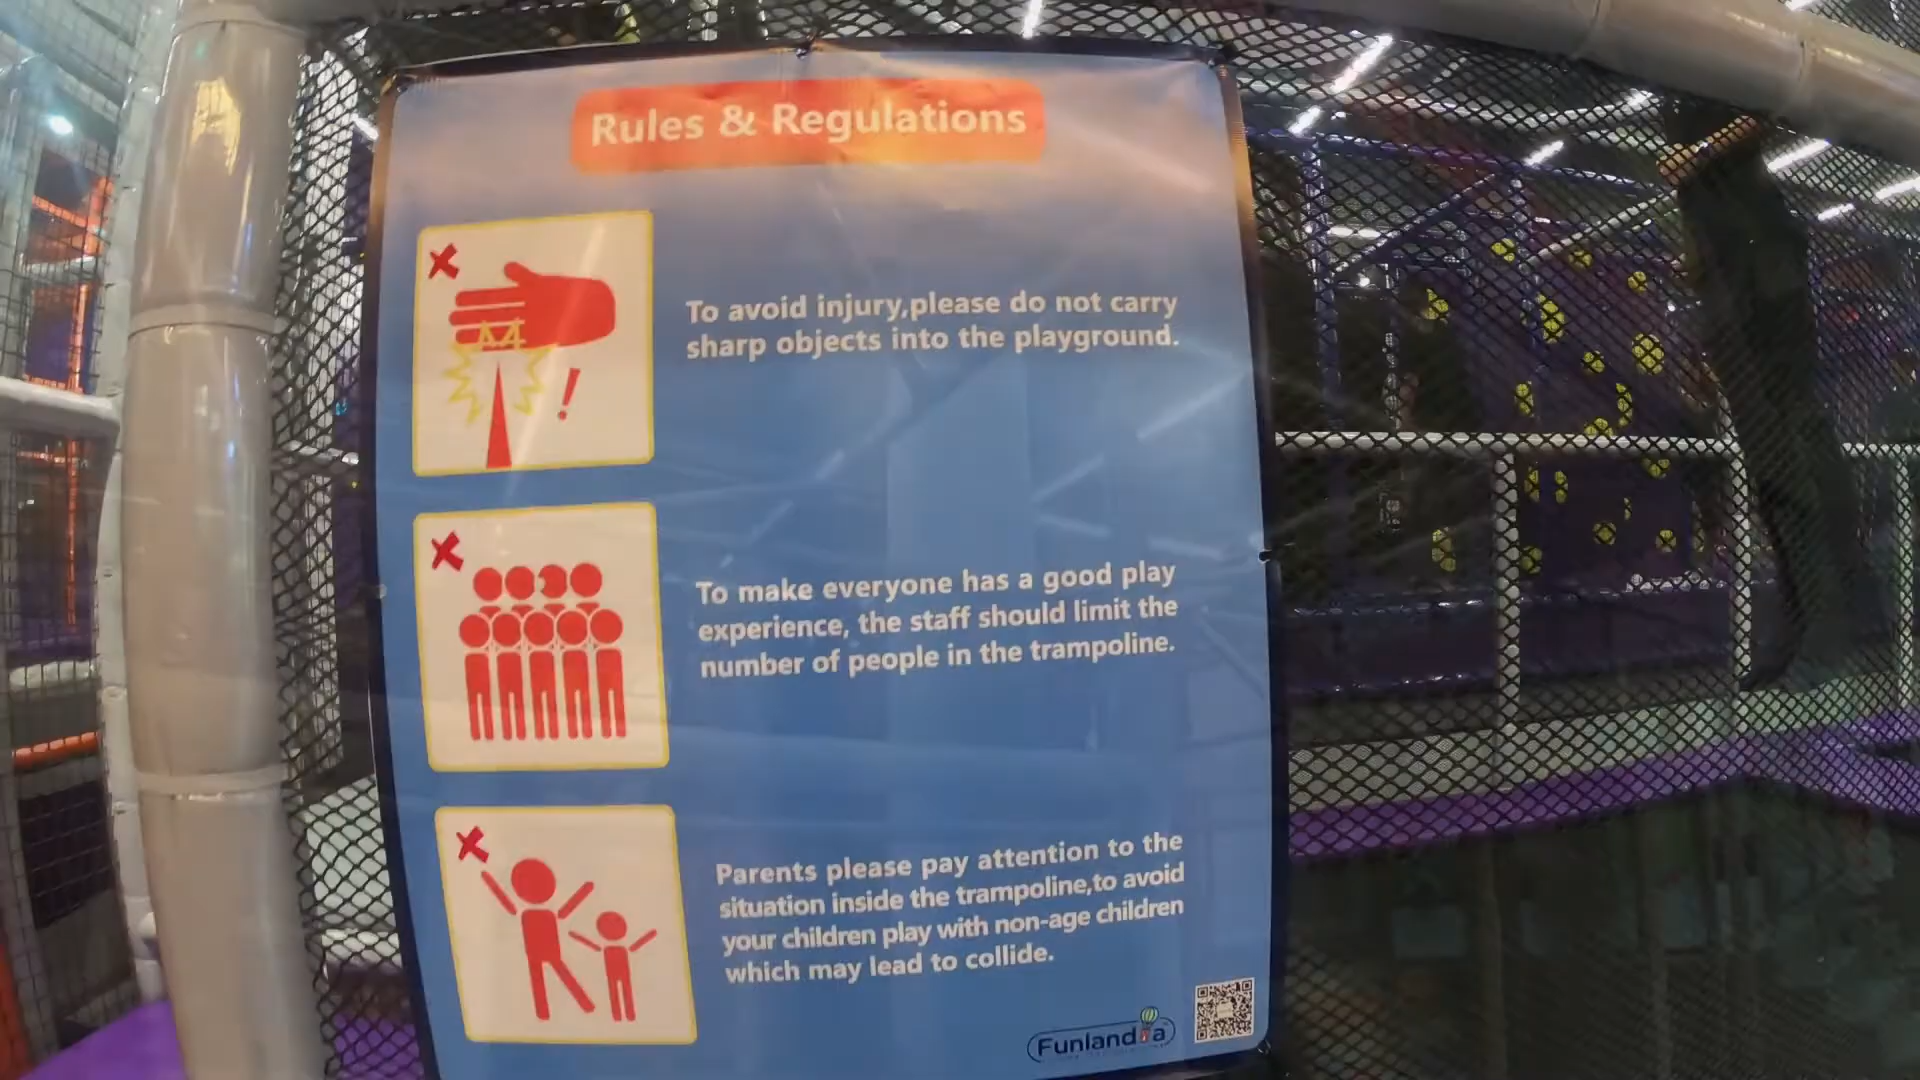 Rules & Regulations
To avoid injury,please do not carry
sharp objects into the playground.
To make everyone has a good play
experience, the staff should limit the
number of people in the trampoline.
Parents please pay attention to the
situation inside the trampoline,to avoid
your children play with non-age children
which may lead to collide.
Funlandia